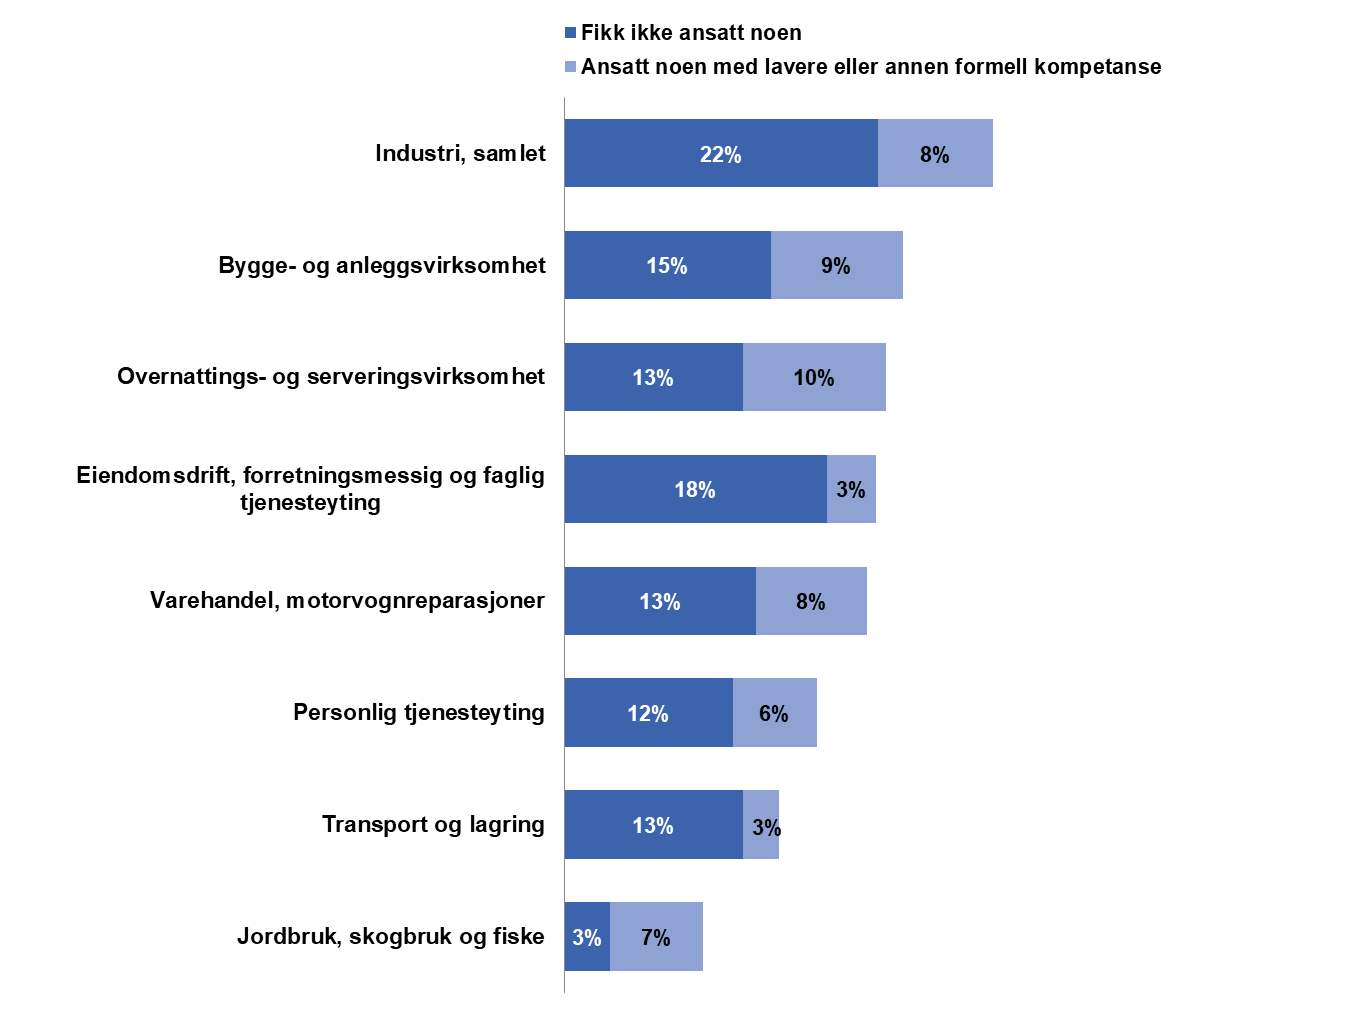 Fikk ikke ansatt noen
Ansatt noen med lavere eller annen formell kompetanse
Industri, samlet
22%
8%
Bygge- og anleggsvirksomhet
15%
9%
Overnattings- og serveringsvirksomhet
13%
10%
Eiendomsdrift, forretningsmessig og faglig
tjenesteyting
18%
3%
Varehandel, motorvognreparasjoner
13%
8%
Personlig tjenesteyting
12%
6%
Transport og lagring
13%
3%
Jordbruk, skogbruk og fiske
3%
7%